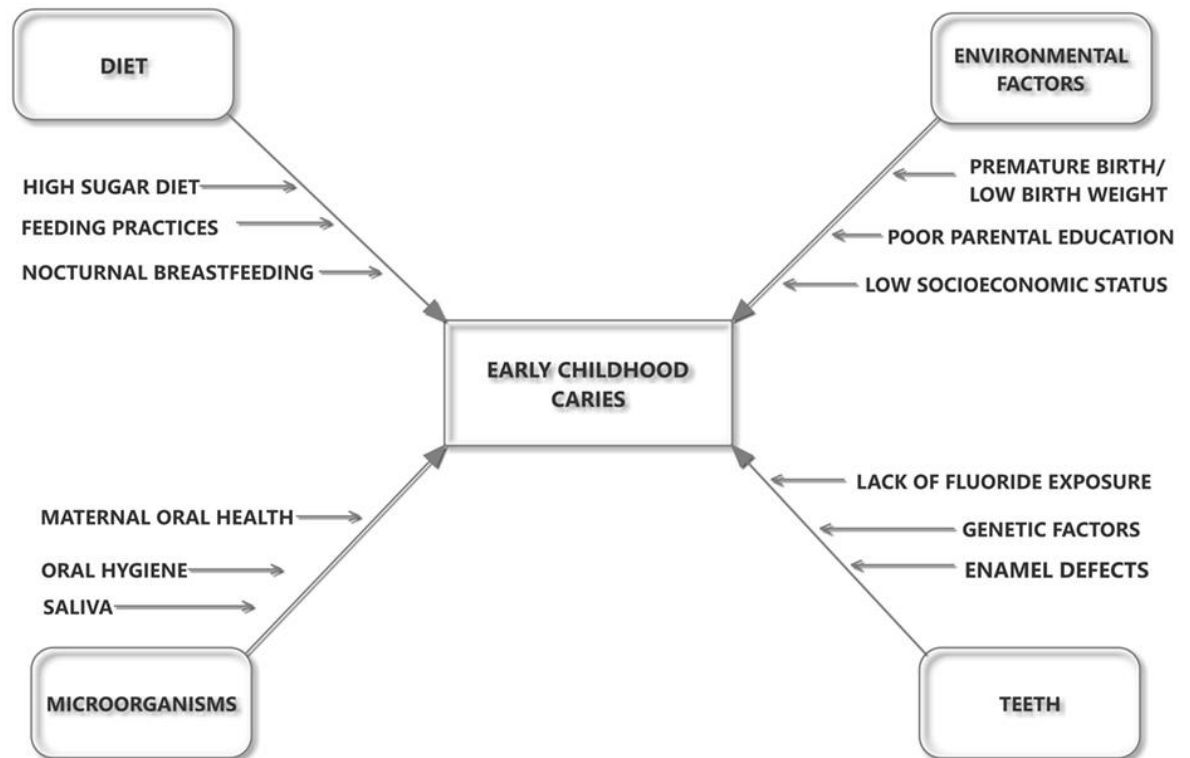 DIET
HIGH SUGAR DIET
FEEDING PRACTICES
NOCTURNAL BREASTFEEDING
ENVIRONMENTAL
FACTORS
PREMATURE BIRTH/
LOW BIRTH WEIGHT
POOR PARENTAL EDUCATION
LOW SOCIOECONOMIC STATUS
EARLY CHILDHOOD
CARIES
MATERNAL ORAL HEALTH
ORAL HYGIENE
SALIVA
MICROORGANISMS
LACK OF FLUORIDE EXPOSURE
GENETIC FACTORS
ENAMEL DEFECTS
TEETH